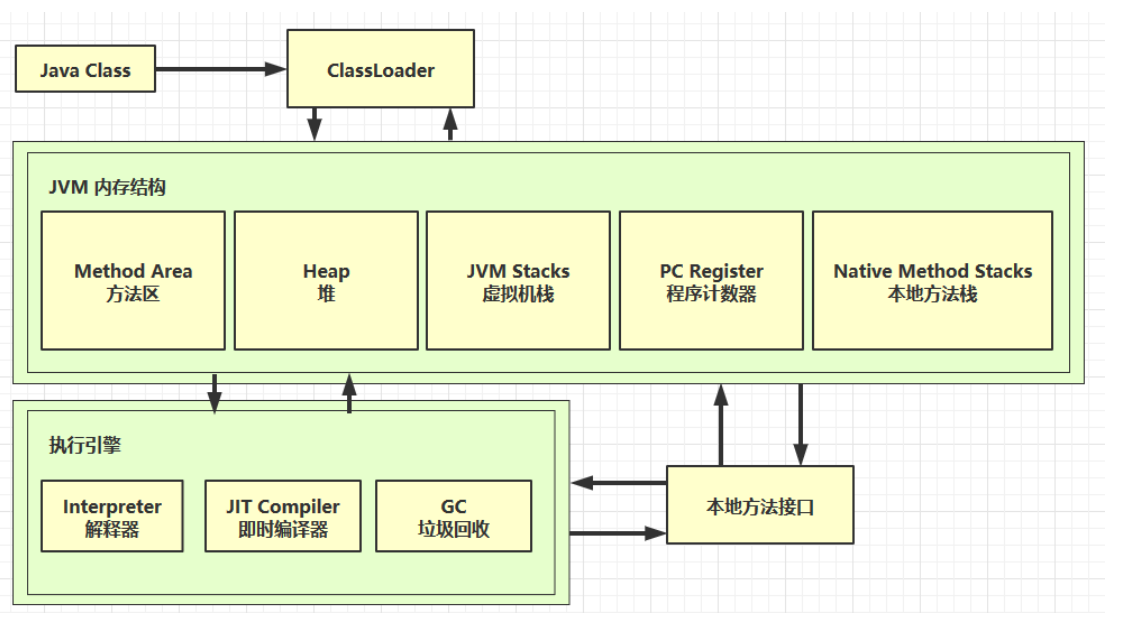 Java Class
ClassLoader
JVM 内存结构
Method Area
方法区
Heap
堆
JVM Stacks
虚拟机栈
PC Register
程序计数器
Native Method Stacks
本地方法栈
执行引擎
Interpreter
解释器
JIT Compiler
即时编译器
GC
垃圾回收
本地方法接口